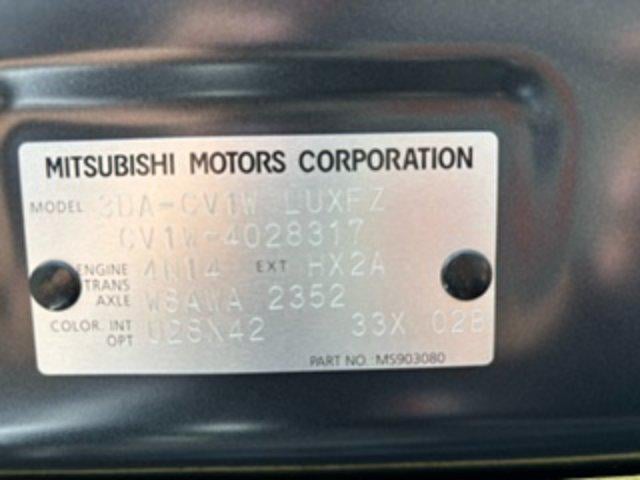 MITSUBISHI MOTORS CORPORATION
MODEL 3DA-CV1W LUXFZ
CV1W-4028317
ENGINE 4N14 EXT HX2A
TRANS
AXLE W8AWA 2352
COLOR. INT U28X42 33X 028
OPT
PART NO.: MS903080